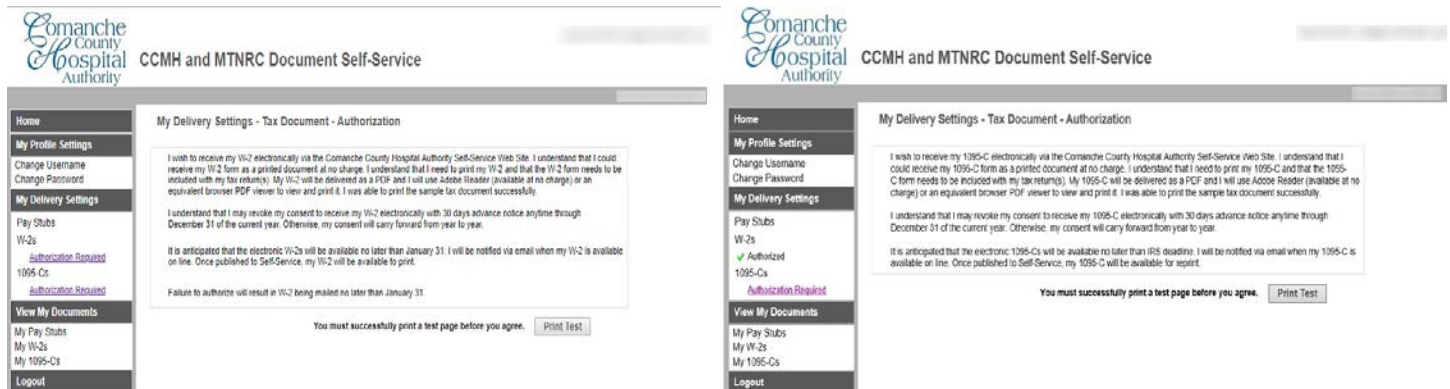 Comanche
County
Hospital
Authority
CCMH and MTNRC Document Self-Service
Home
My Profile Settings
Change Username
Change Password
My Delivery Settings
Pay Stubs
W-2s
Authorization Required
1095-Cs
Authorization Required
View My Documents
My Pay Stubs
My W-2s
My 1095-Cs
Logout
My Delivery Settings - Tax Document - Authorization
I wish to receive my W-2 electronically via the Comanche County Hospital Authority Self-Service Web Site. I understand that I could
receive my W-2 form as a printed document at no charge. I understand that I need to print my W-2 and that the W-2 form needs to be
included with my tax return(s). My W-2 will be delivered as a PDF and I will use Adobe Reader (available at no charge) or an
equivalent browser PDF viewer to view and print it. I was able to print the sample tax document successfully.
I understand that I may revoke my consent to receive my W-2 electronically with 30 days advance notice anytime through
December 31 of the current year. Otherwise, my consent will carry forward from year to year.
It is anticipated that the electronic W-2s will be available no later than January 31. I will be notified via email when my W-2 is available
on line. Once published to Self-Service, my W-2 will be available to print.
Failure to authorize will result in W-2 being mailed no later than January 31.
You must successfully print a test page before you agree. Print Test
Comanche
County
Hospital
Authority
CCMH and MTNRC Document Self-Service
Home
My Profile Settings
Change Username
Change Password
My Delivery Settings
Pay Stubs
W-2s
Authorized
1095-Cs
Authorization Required
View My Documents
My Pay Stubs
My W-2s
My 1095-Cs
Logout
My Delivery Settings - Tax Document - Authorization
I wish to receive my 1095-C electronically via the Comanche County Hospital Authority Self-Service Web Site. I understand that I
could receive my 1095-C form as a printed document at no charge. I understand that I need to print my 1095-C and that the 1095-
C form needs to be included with my tax return(s). My 1095-C will be delivered as a PDF and I will use Adobe Reader (available at no
charge) or an equivalent browser PDF viewer to view and print it. I was able to print the sample tax document successfully.
I understand that I may revoke my consent to receive my 1095-C electronically with 30 days advance notice anytime through
December 31 of the current year. Otherwise, my consent will carry forward from year to year.
It is anticipated that the electronic 1095-Cs will be available no later than IRS deadline. I will be notified via email when my 1095-C is
available on line. Once published to Self-Service, my 1095-C will be available for reprint.
You must successfully print a test page before you agree. Print Test